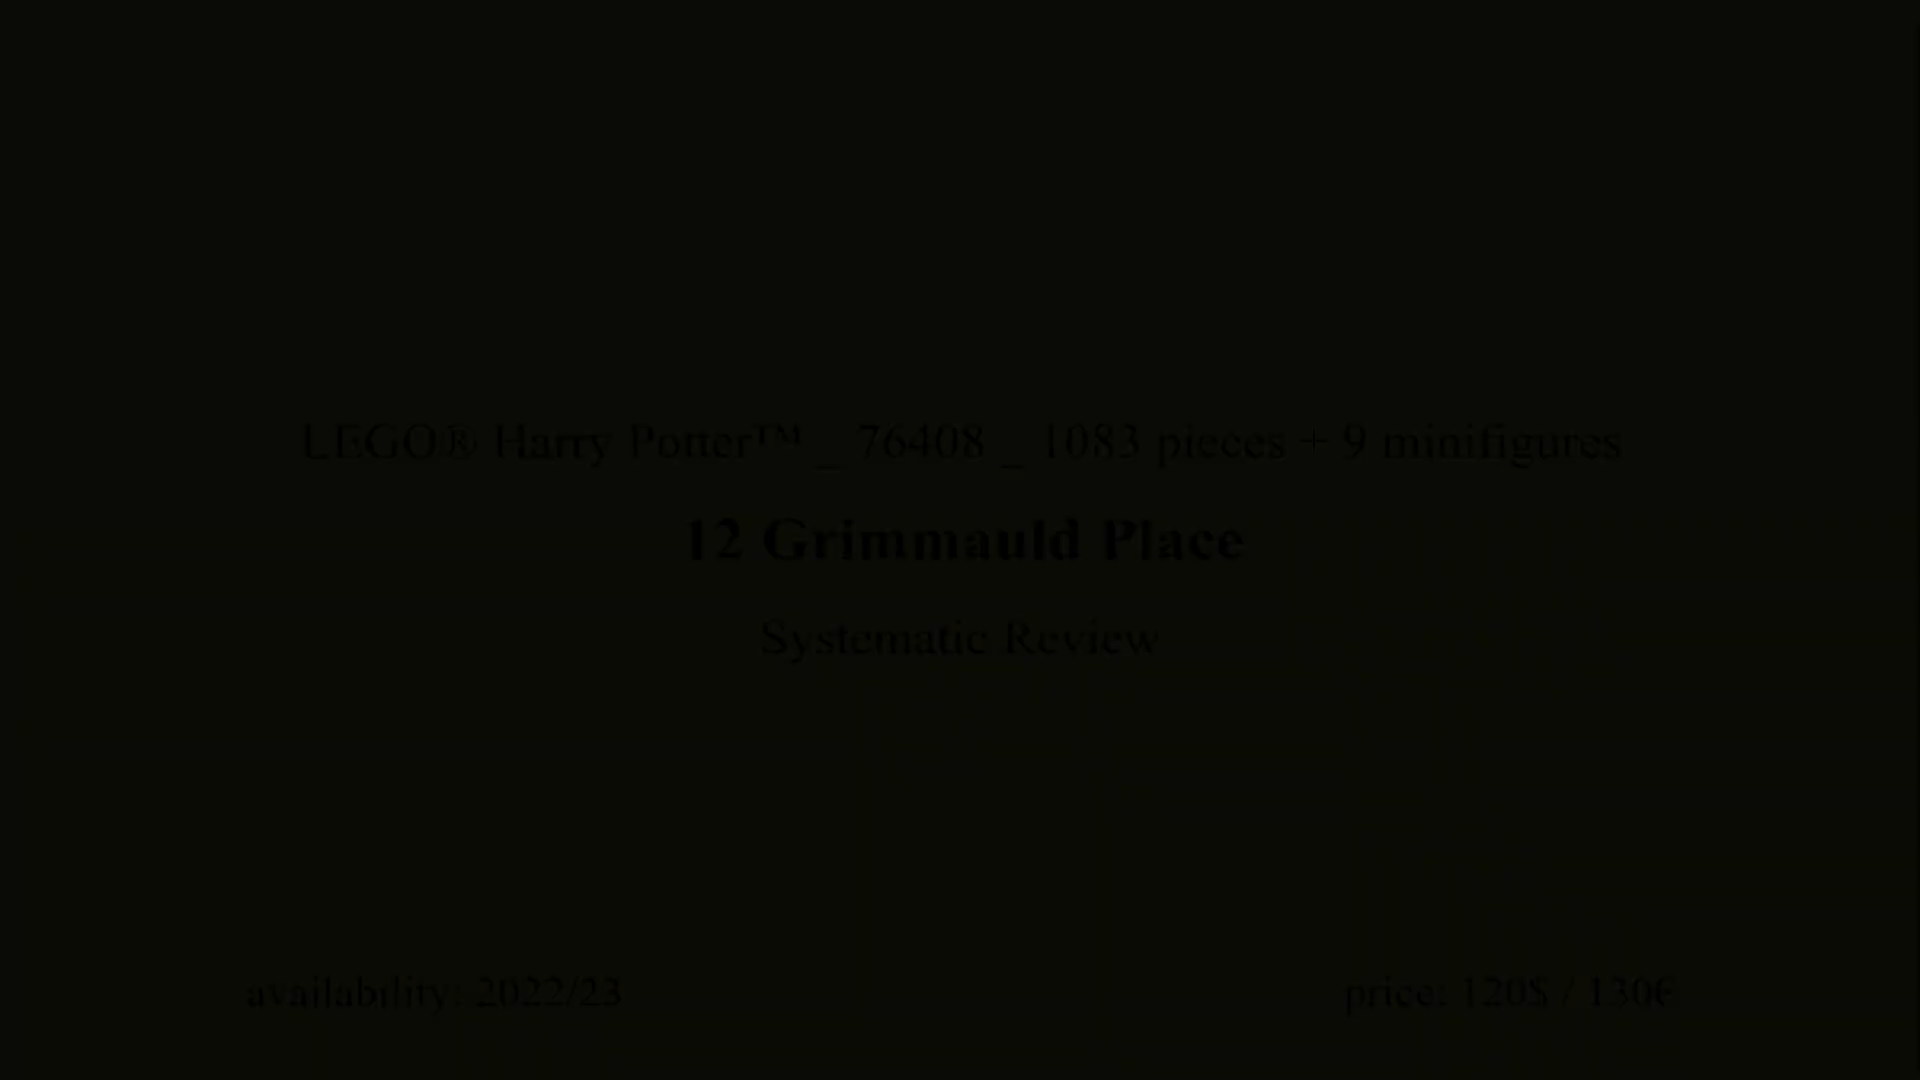 LEGO® Harry Potter™ _ 76408 _ 1083 pieces + 9 minifigures
12 Grimmauld Place
Systematic Review
availability: 2022/23
price: 120$ / 130€